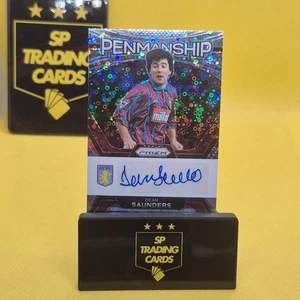 SP
TRADING
CARDS
PENMANSHIP
PRIZM
DEAN
SAUNDERS
SP
TRADING
CARDS